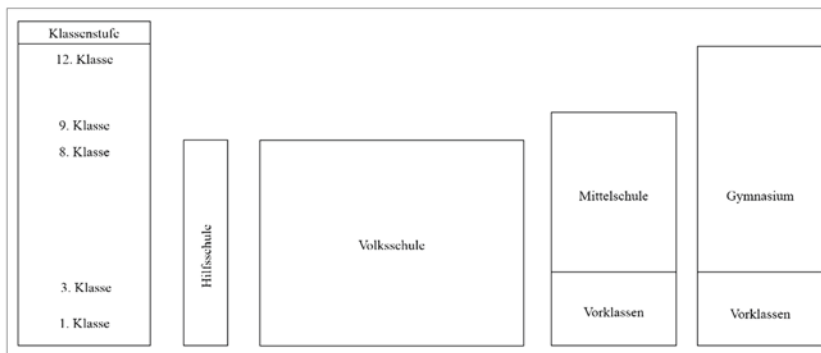 Klassenstufe
12. Klasse
9. Klasse
8. Klasse
3. Klasse
1. Klasse
Hilfsschule
Volksschule
Mittelschule
Vorklassen
Gymnasium
Vorklassen